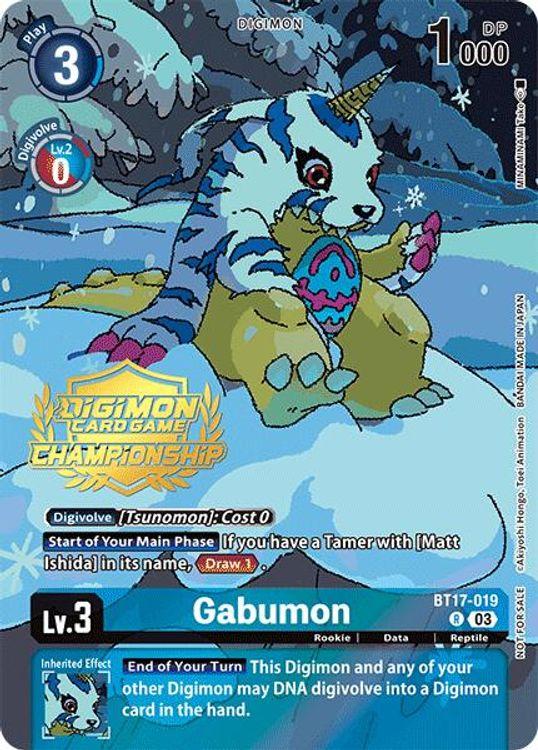 DIGIMON
Play
3
DP
1000
Digivolve
Lv.2
0
MINAMINAMI Take
DIGIMON
CARD GAME
CHAMPIONSHIP
©Akiyoshi Hongo, Toei Animation BANDAI MADE IN JAPAN
NOT FOR SALE
Digivolve [Tsunomon]: Cost 0
Start of Your Main Phase If you have a Tamer with [Matt
Ishida] in its name, Draw 1 .
Lv.3
Gabumon
BT17-019
R 03
Rookie | Data | Reptile
Inherited Effect
End of Your Turn This Digimon and any of your
other Digimon may DNA digivolve into a Digimon
card in the hand.